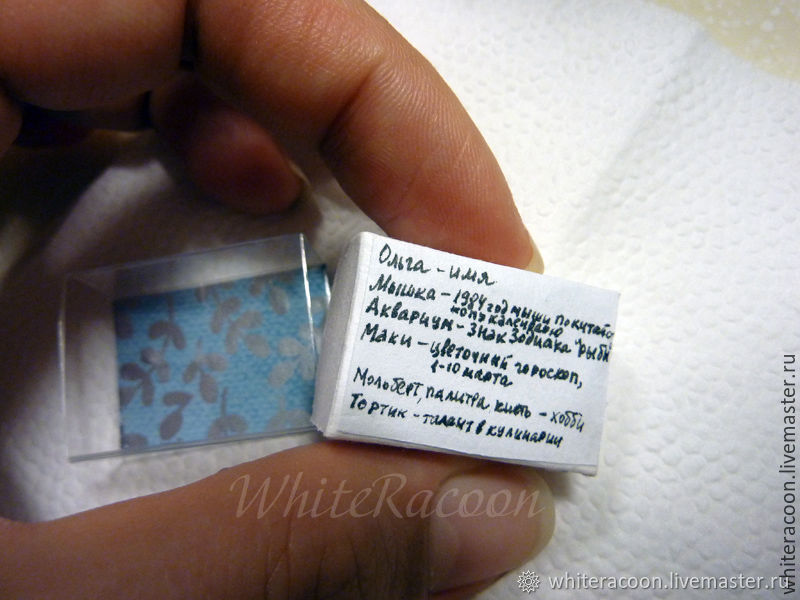 Ольга - имя
Мышка - 1984 год мыши по китайс
кому календарю
Аквариум - знак Зодиака "рыбы
Маки - цветочный гороскоп,
1-10 марта
Мольберт, палитра, кисть - хобби
Тортик - талант в кулинарии
WhiteRacoon
whiteracoon.livemaster.ru
whiteracoon.livemaster.ru